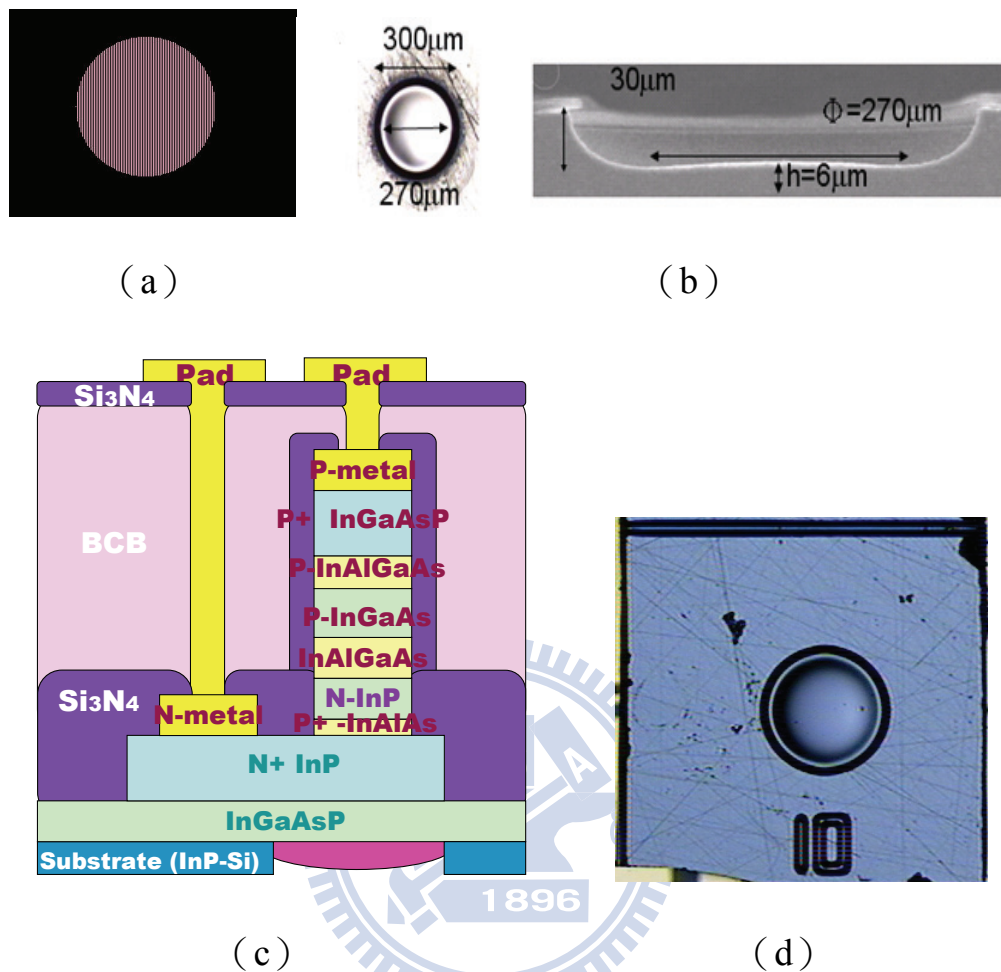 300μm
270μm
30μm
Φ=270μm
h=6μm
（a）
（b）
Pad
Pad
Si3N4
P-metal
P+ InGaAsP
BCB
P-InAlGaAs
P-InGaAs
InAlGaAs
Si3N4
N-InP
N-metal
P+ -InAlAs
N+ InP
InGaAsP
Substrate (InP-Si)
1896
A
10
（c）
（d）